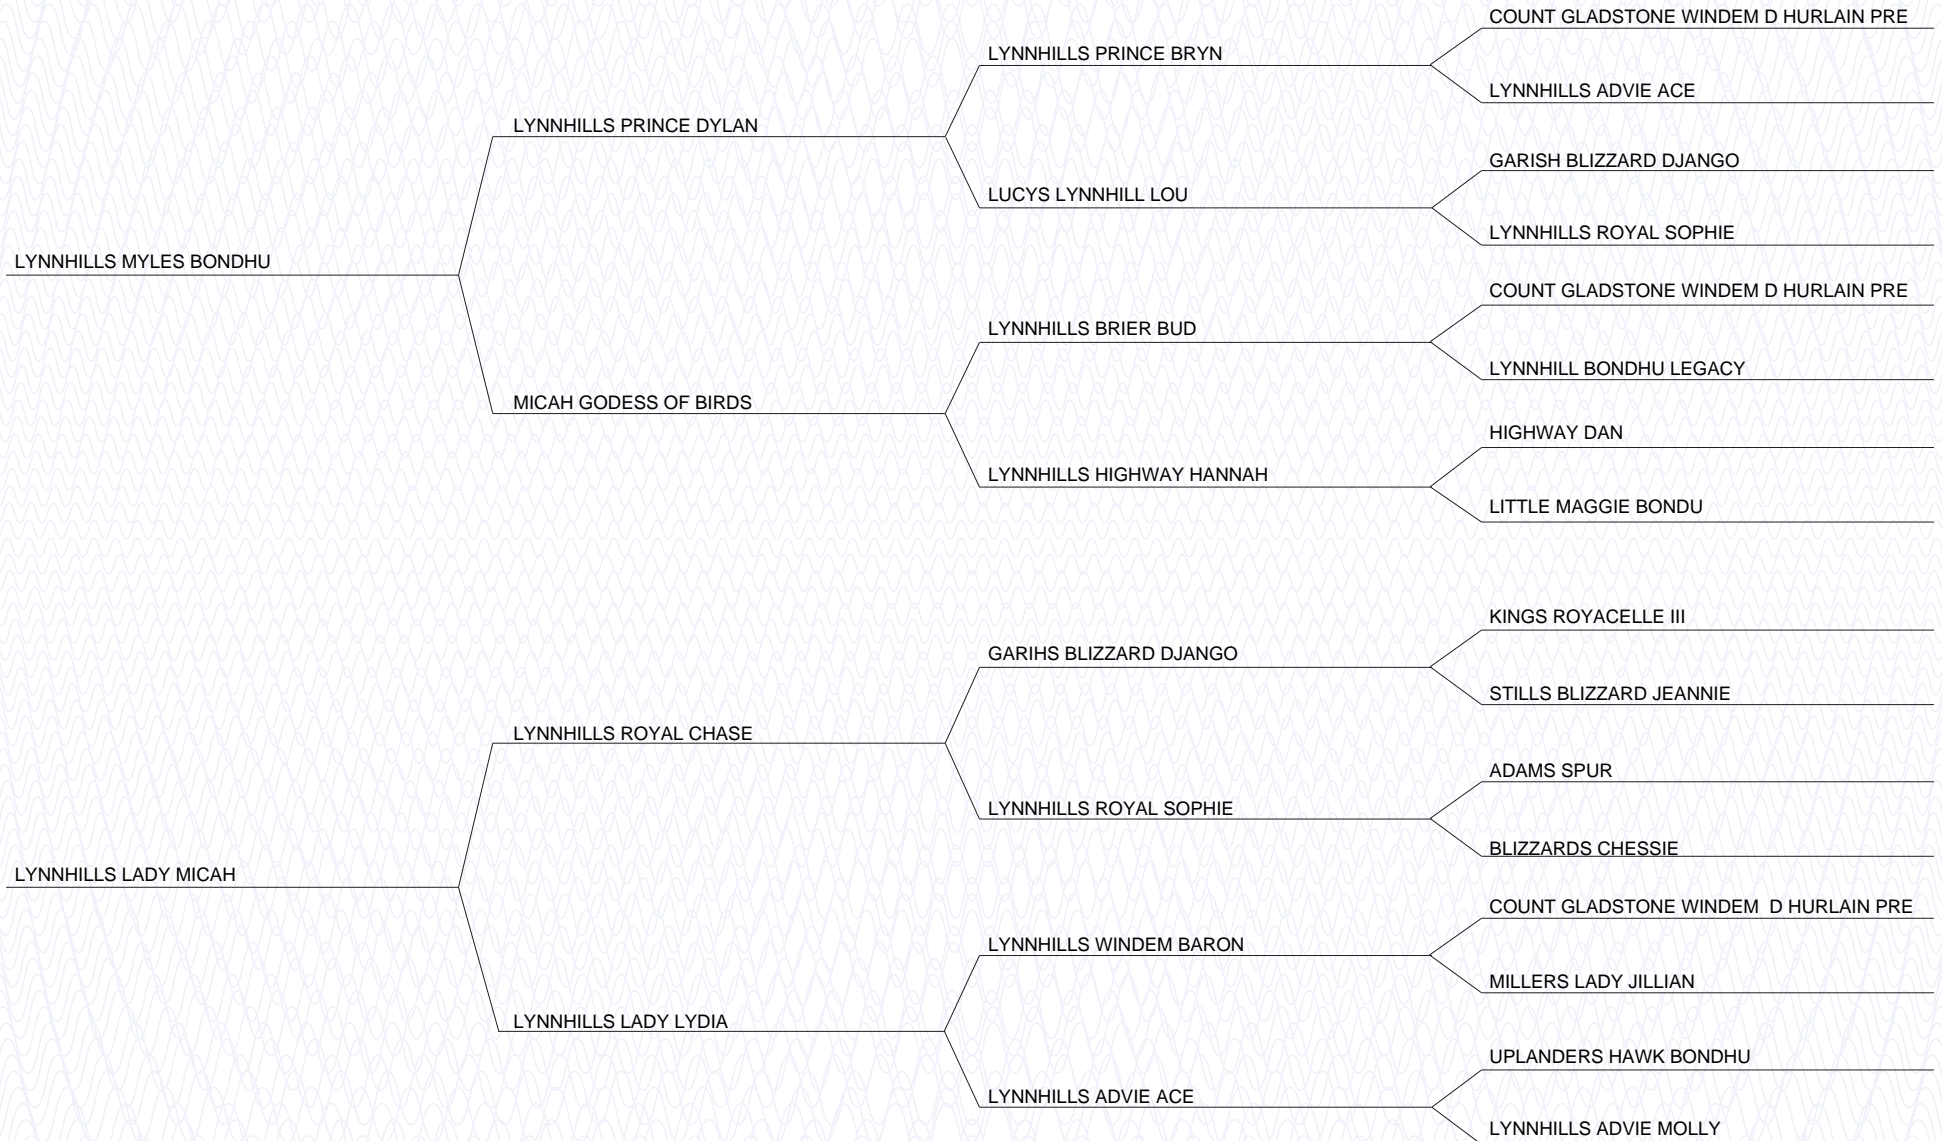 COUNT GLADSTONE WINDEM D HURLAIN PRE
LYNNHILLS PRINCE BRYN
LYNNHILLS ADVIE ACE
LYNNHILLS PRINCE DYLAN
GARISH BLIZZARD DJANGO
LUCYS LYNNHILL LOU
LYNNHILLS ROYAL SOPHIE
LYNNHILLS MYLES BONDHU
COUNT GLADSTONE WINDEM D HURLAIN PRE
LYNNHILLS BRIER BUD
LYNNHILL BONDHU LEGACY
MICAH GODESS OF BIRDS
HIGHWAY DAN
LYNNHILLS HIGHWAY HANNAH
LITTLE MAGGIE BONDU
KINGS ROYACELLE III
GARIHS BLIZZARD DJANGO
STILLS BLIZZARD JEANNIE
LYNNHILLS ROYAL CHASE
ADAMS SPUR
LYNNHILLS ROYAL SOPHIE
BLIZZARDS CHESSIE
LYNNHILLS LADY MICAH
COUNT GLADSTONE WINDEM  D HURLAIN PRE
LYNNHILLS WINDEM BARON
MILLERS LADY JILLIAN
LYNNHILLS LADY LYDIA
UPLANDERS HAWK BONDHU
LYNNHILLS ADVIE ACE
LYNNHILLS ADVIE MOLLY